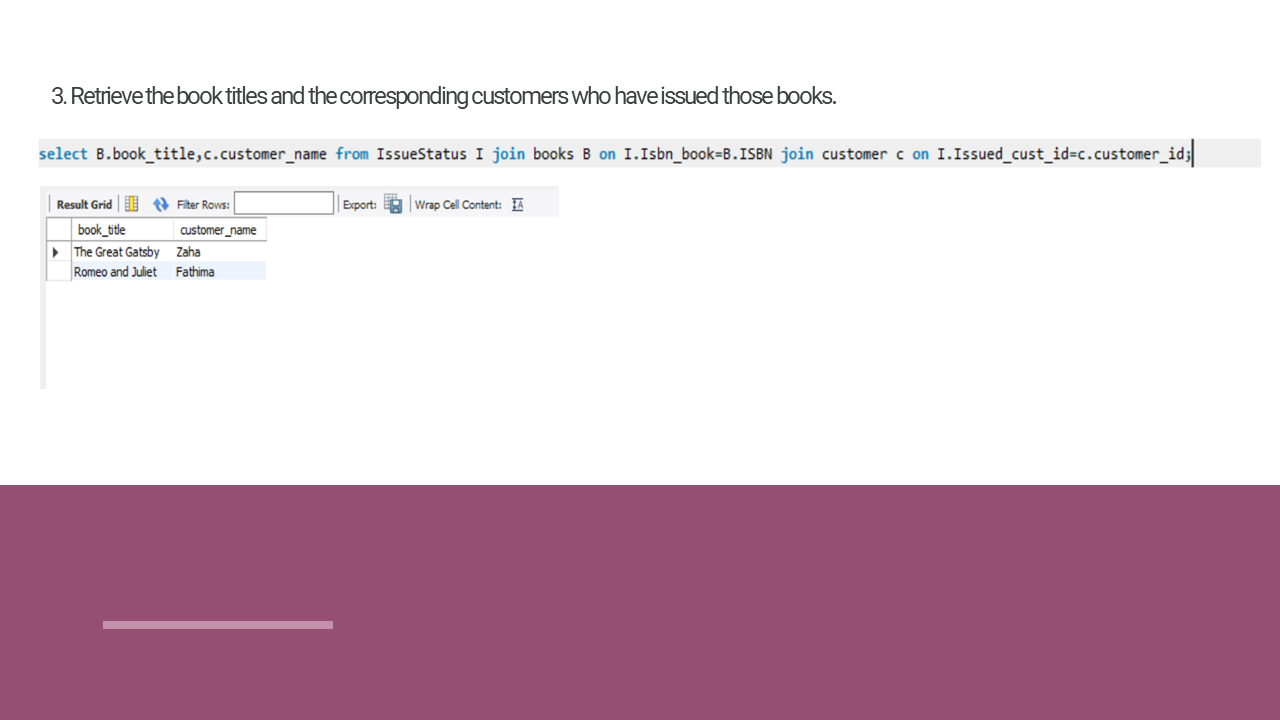 3. Retrieve the book titles and the corresponding customers who have issued those books.
select B.book_title,c.customer_name from IssueStatus I join books B on I.Isbn_book=B.ISBN join customer c on I.Issued_cust_id=c.customer_id;
Result Grid Filter Rows: Export: Wrap Cell Content:
book_title customer_name
The Great Gatsby Zaha
Romeo and Juliet Fathima